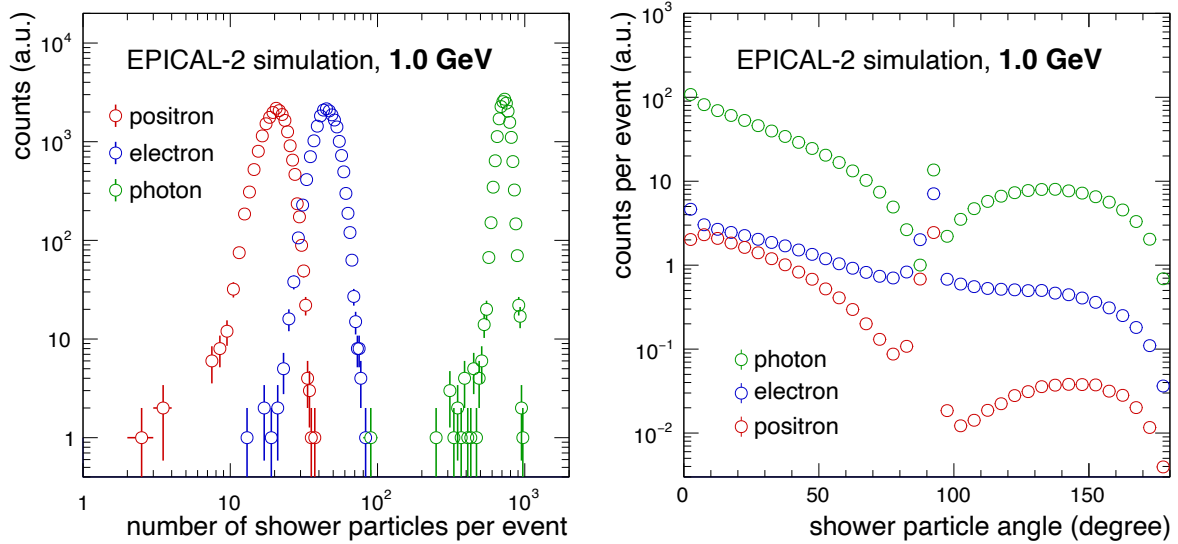 counts (a.u.)
10⁴
10³
10²
10
1
EPICAL-2 simulation, 1.0 GeV
positron
electron
photon
1 10 10² 10³
number of shower particles per event
counts per event (a.u.)
10³
10²
10
1
10⁻¹
10⁻²
EPICAL-2 simulation, 1.0 GeV
photon
electron
positron
0 50 100 150
shower particle angle (degree)